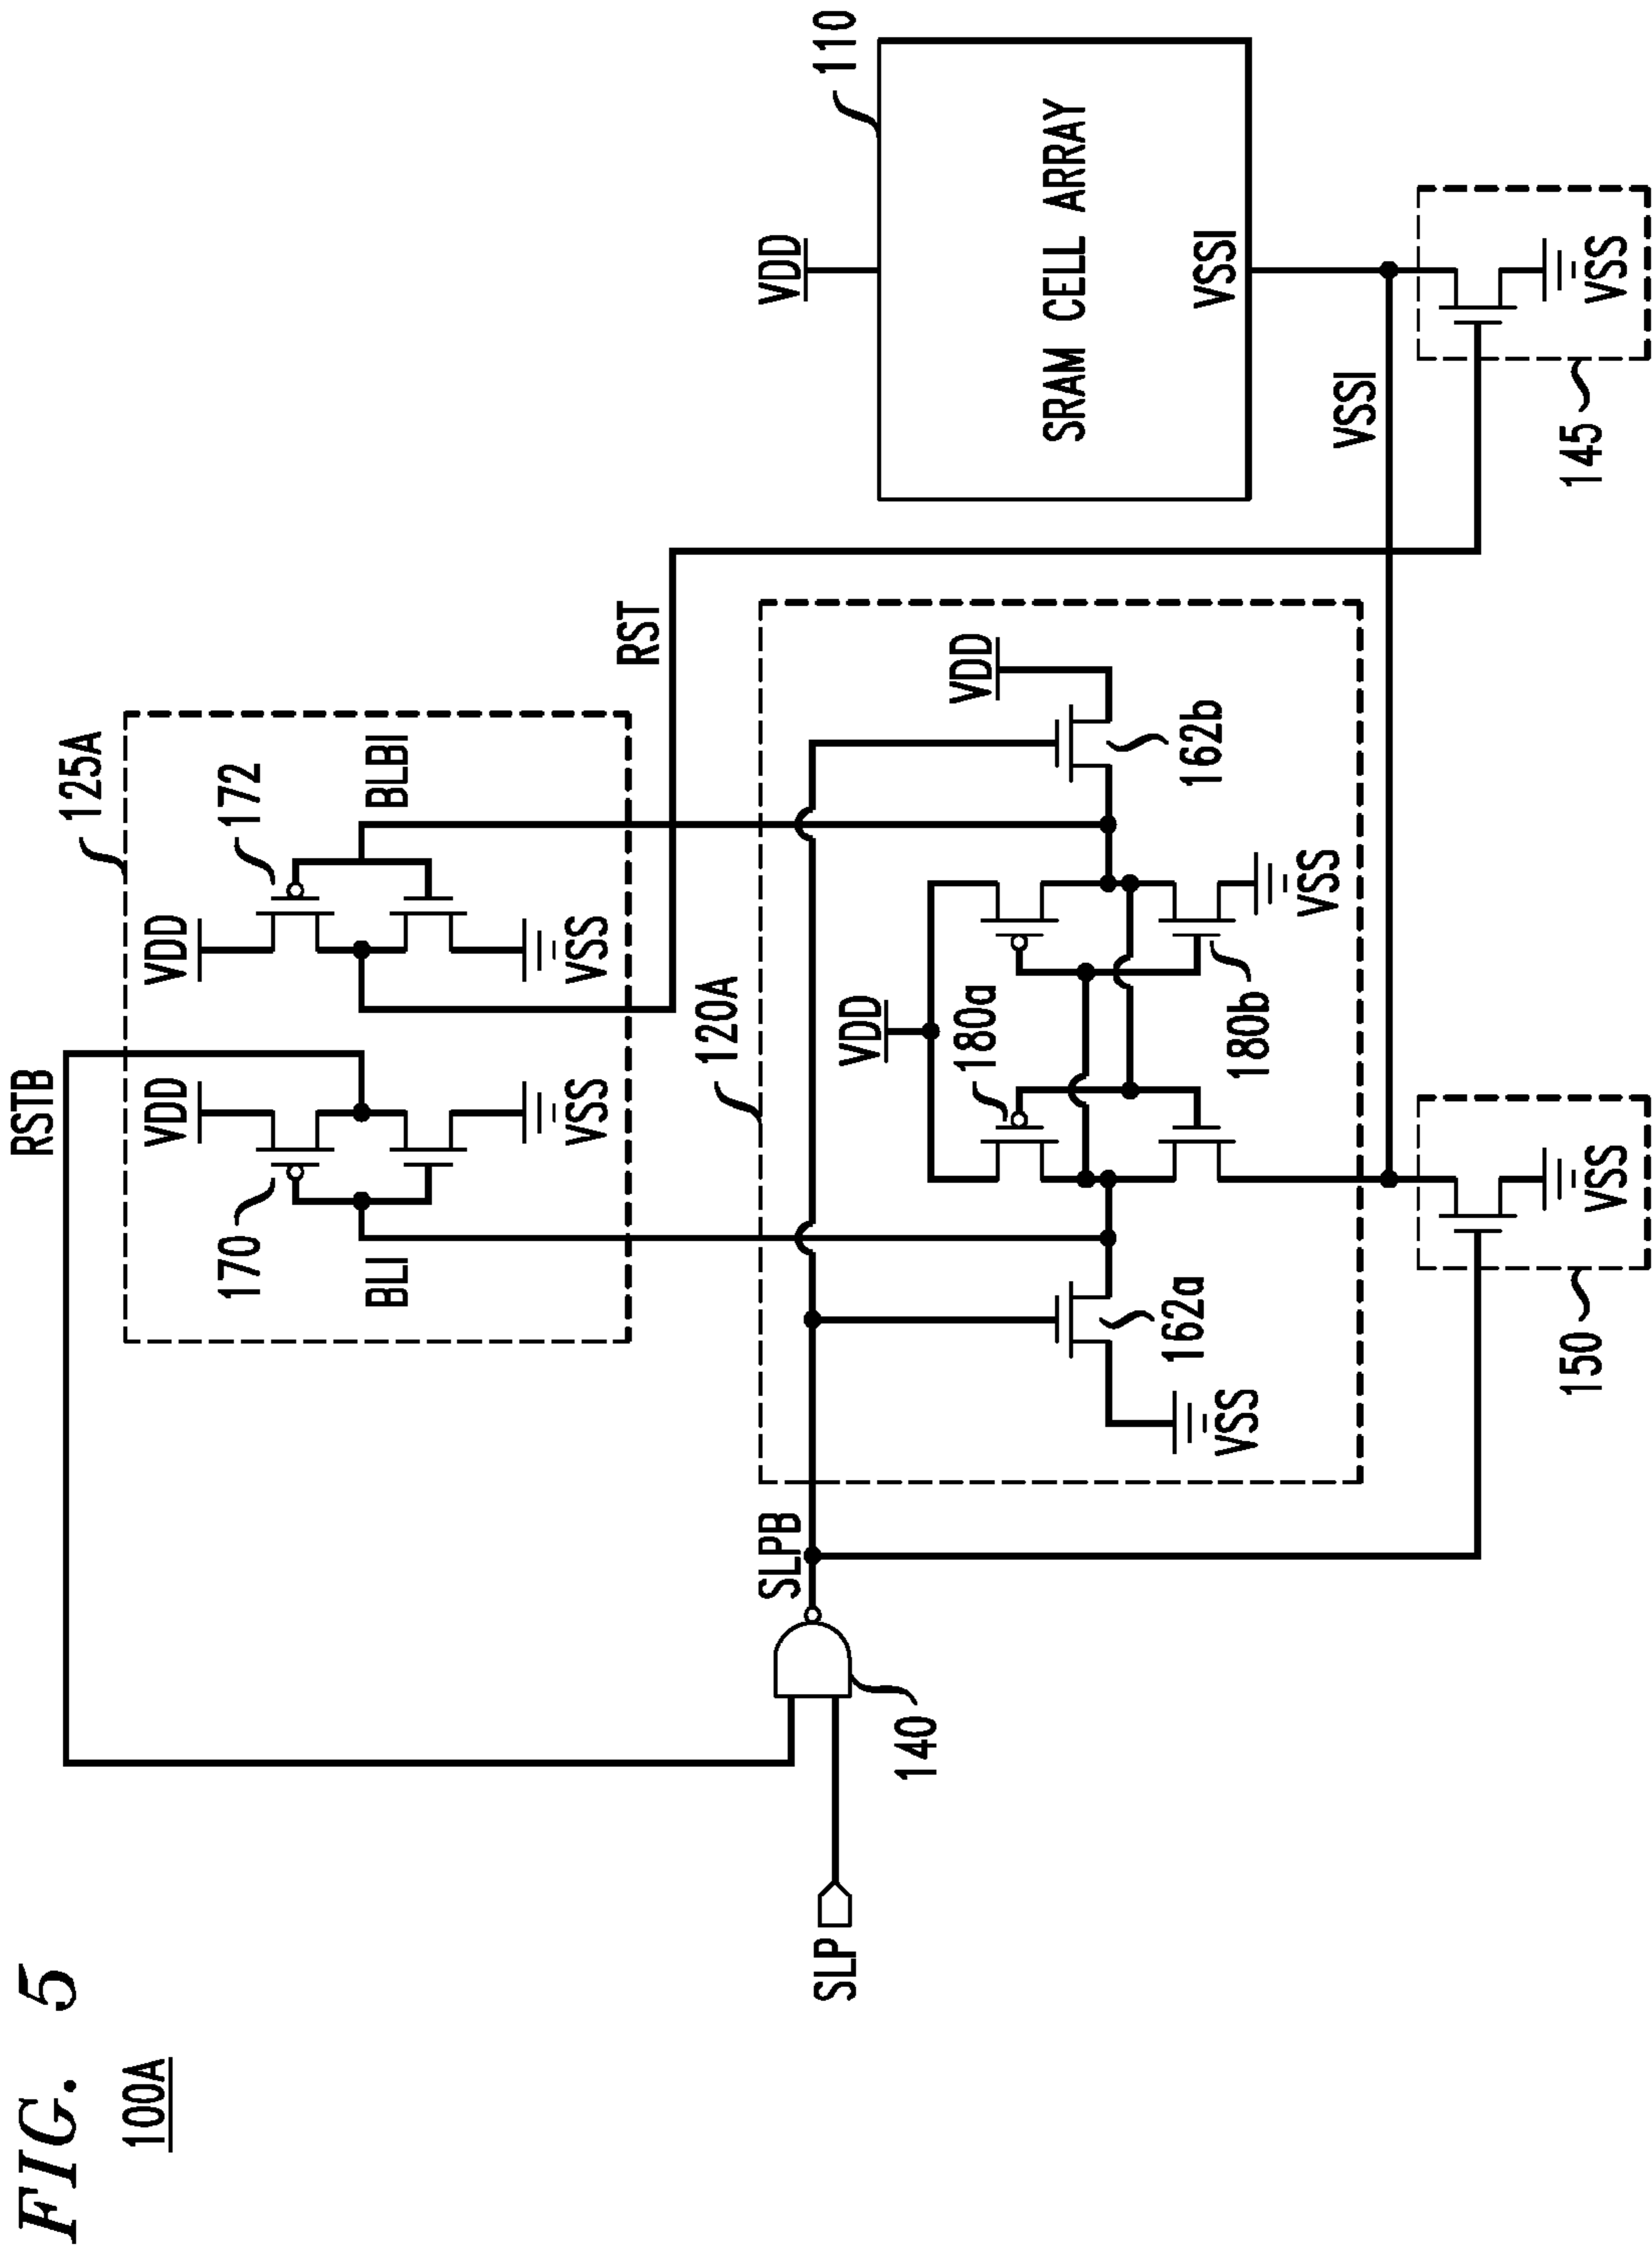 FIG. 5
100A
RSTB
125A
VDD
VDD
170
172
BLI
BLBI
VSS
VSS
RST
110
VDD
SRAM CELL ARRAY
VSSI
120A
SLPB
SLP
140
VDD
VDD
180a
162a
162b
180b
VSS
VSS
VSSI
150
VSS
145
VSS